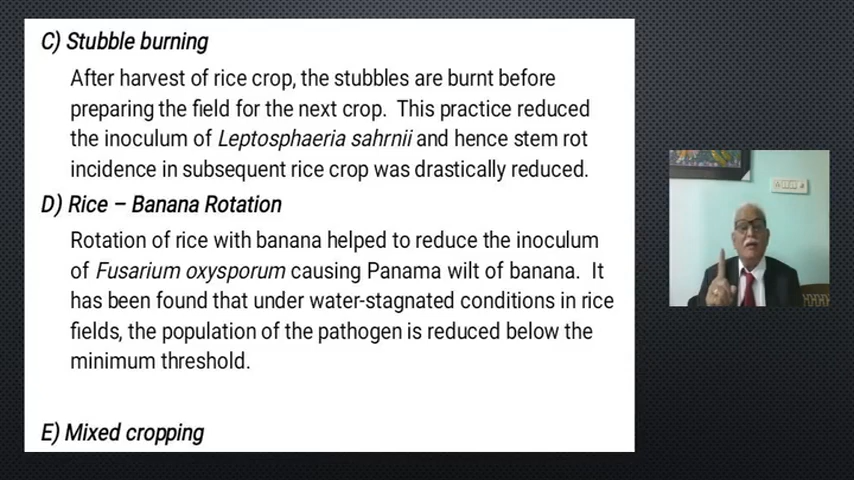 C) Stubble burning
After harvest of rice crop, the stubbles are burnt before
preparing the field for the next crop. This practice reduced
the inoculum of Leptosphaeria sahrnii and hence stem rot
incidence in subsequent rice crop was drastically reduced.
D) Rice – Banana Rotation
Rotation of rice with banana helped to reduce the inoculum
of Fusarium oxysporum causing Panama wilt of banana. It
has been found that under water-stagnated conditions in rice
fields, the population of the pathogen is reduced below the
minimum threshold.
E) Mixed cropping